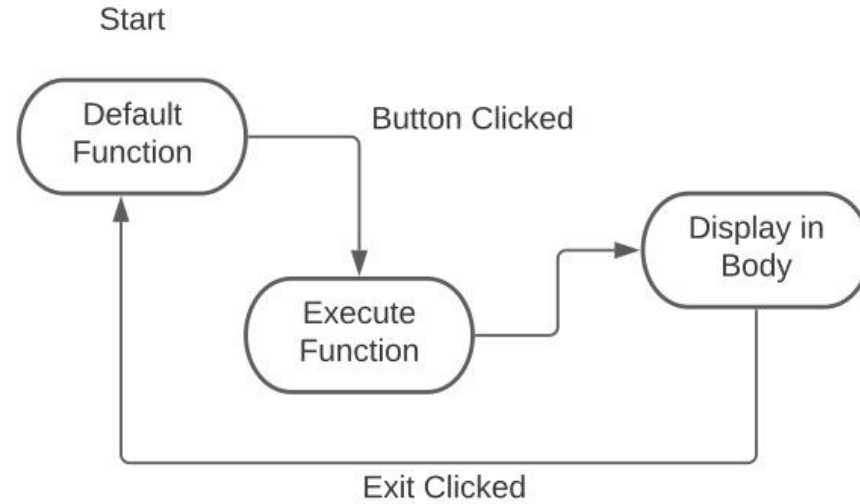 Start
Default
Function
Button Clicked
Display in
Body
Execute
Function
Exit Clicked